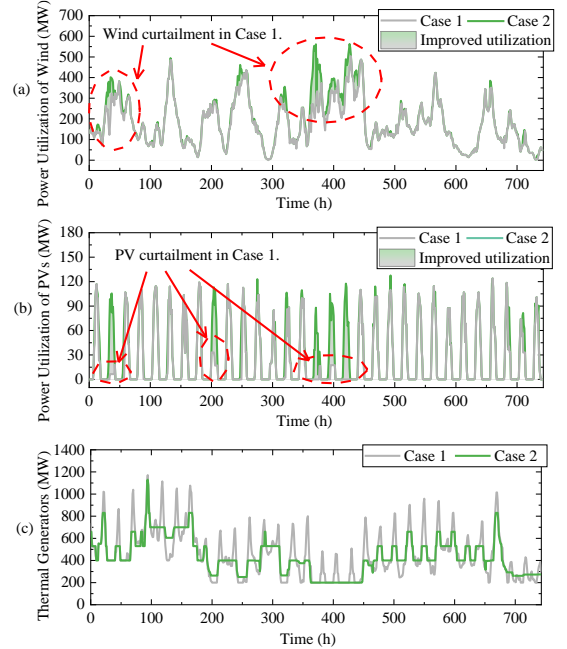 Case 1 Case 2
Improved utilization
Wind curtailment in Case 1.
(a)
Power Utilization of Wind (MW)
700
600
500
400
300
200
100
0
0 100 200 300 400 500 600 700
Time (h)
Case 1 Case 2
Improved utilization
PV curtailment in Case 1.
(b)
Power Utilization of PVs (MW)
180
150
120
90
60
30
0
0 100 200 300 400 500 600 700
Time (h)
Case 1 Case 2
(c)
Thermal Generators (MW)
1400
1200
1000
800
600
400
200
0 100 200 300 400 500 600 700
Time (h)